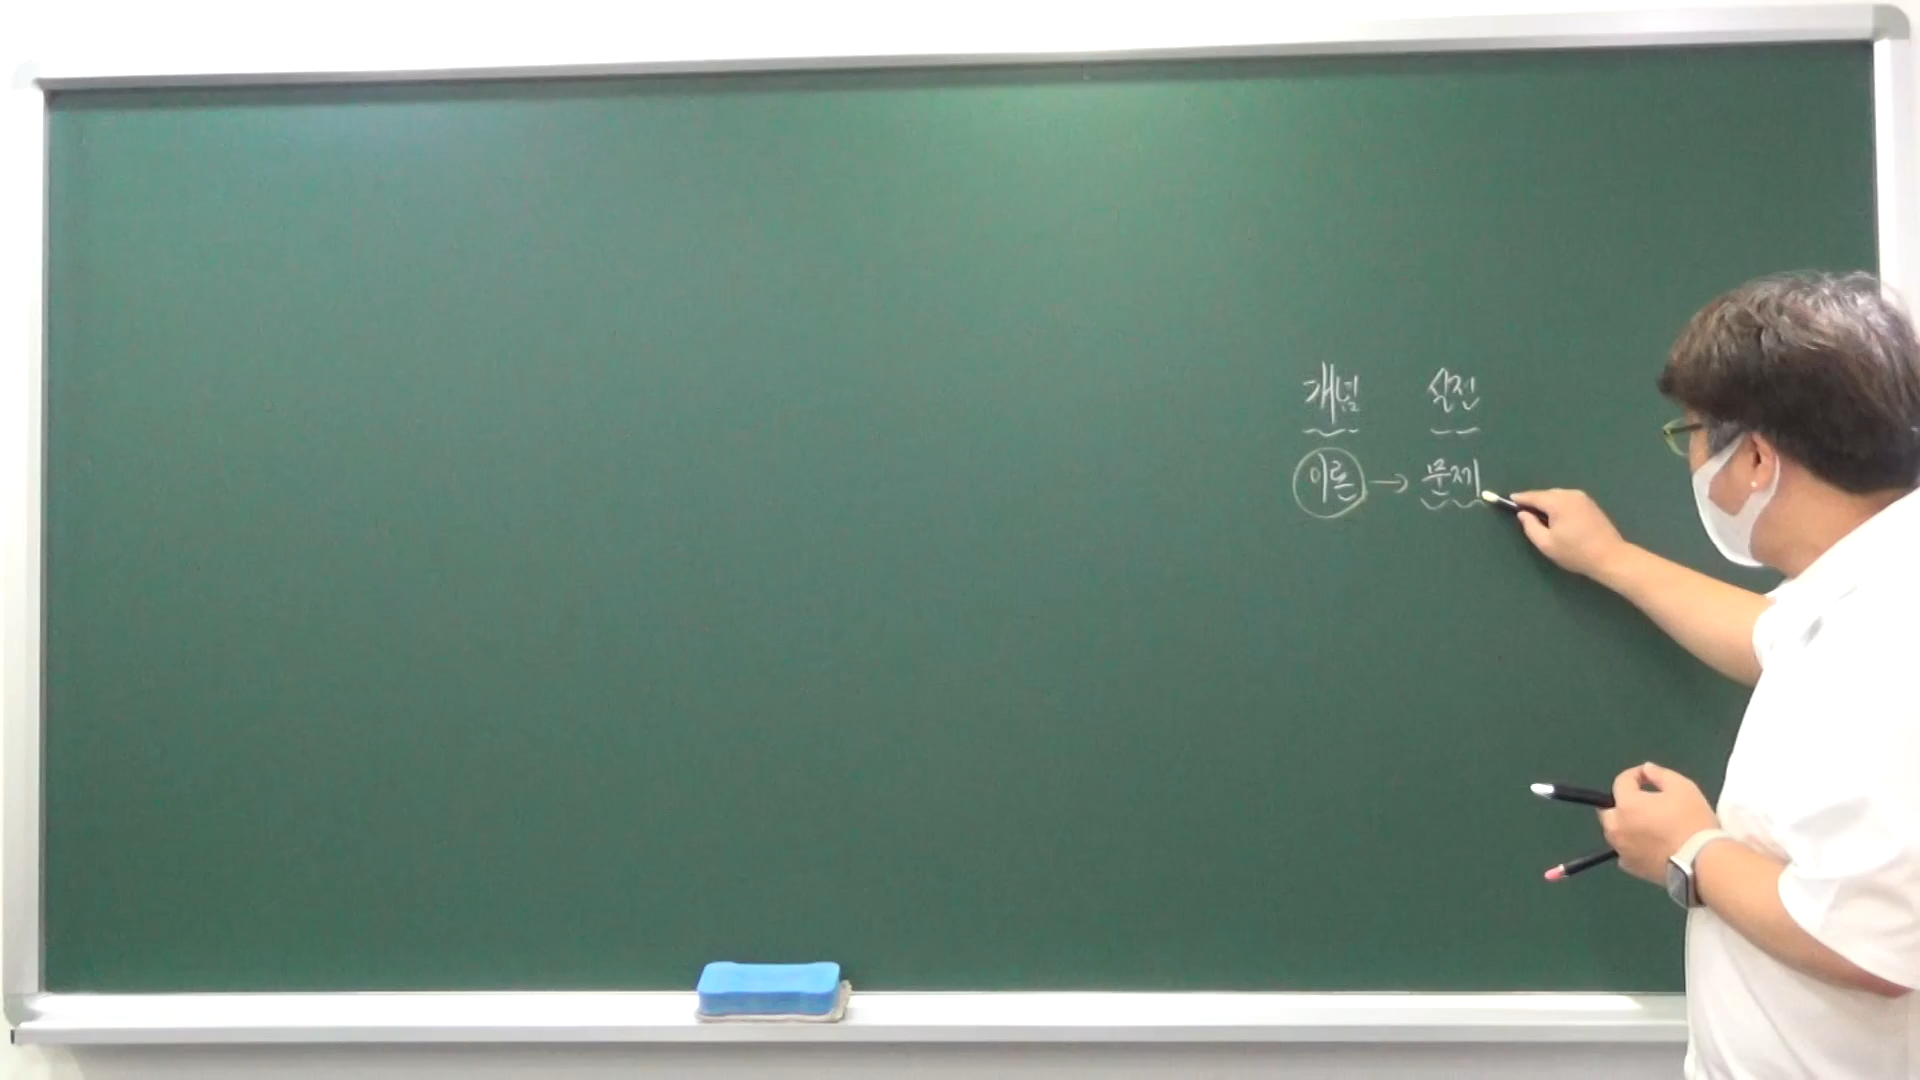 개념 실전
이론 → 문제